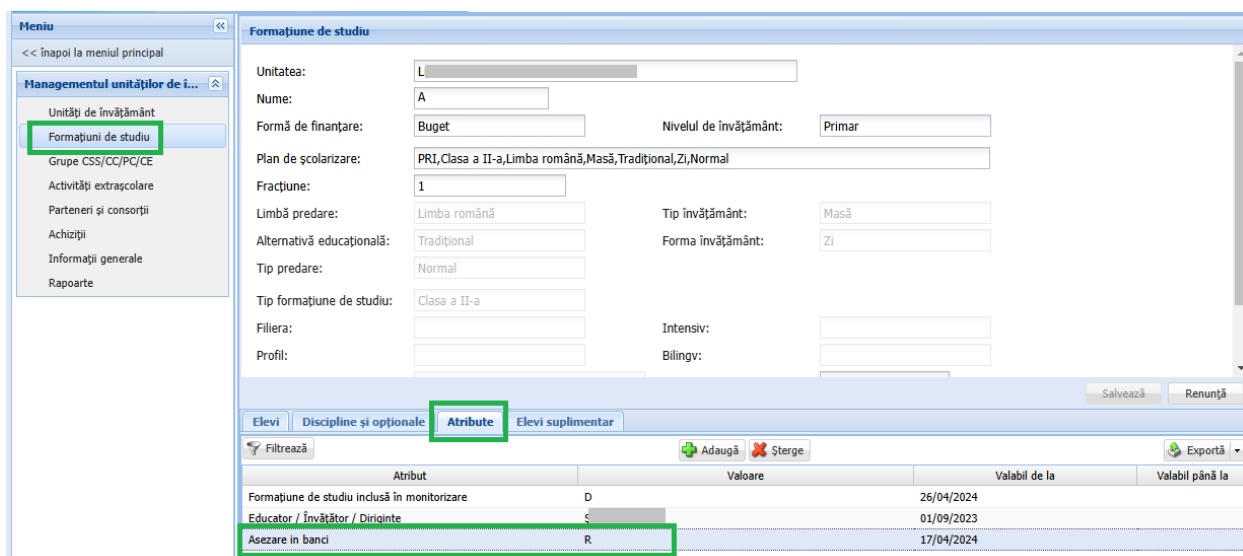 Meniu
<< înapoi la meniul principal
Managementul unităților de î...
Unități de învățământ
Formațiuni de studiu
Grupe CSS/CC/PC/CE
Activități extrașcolare
Parteneri și consorții
Achiziții
Informații generale
Rapoarte
Formațiune de studiu
Unitatea: L
Nume: A
Formă de finanțare: Buget Nivelul de învățământ: Primar
Plan de școlarizare: PRI,Clasa a II-a,Limba română,Masă,Tradițional,Zi,Normal
Fracțiune: 1
Limbă predare: Limba română Tip învățământ: Masă
Alternativă educațională: Tradițional Forma învățământ: Zi
Tip predare: Normal
Tip formațiune de studiu: Clasa a II-a
Filiera: Intensiv:
Profil: Bilingv:
Salvează Renunță
Elevi Discipline și opționale Atribute Elevi suplimentar
Filtrează Adaugă Șterge Exportă
Atribut Valoare Valabil de la Valabil până la
Formațiune de studiu inclusă în monitorizare D 26/04/2024
Educator / Învățător / Diriginte 01/09/2023
Asezare in banci R 17/04/2024